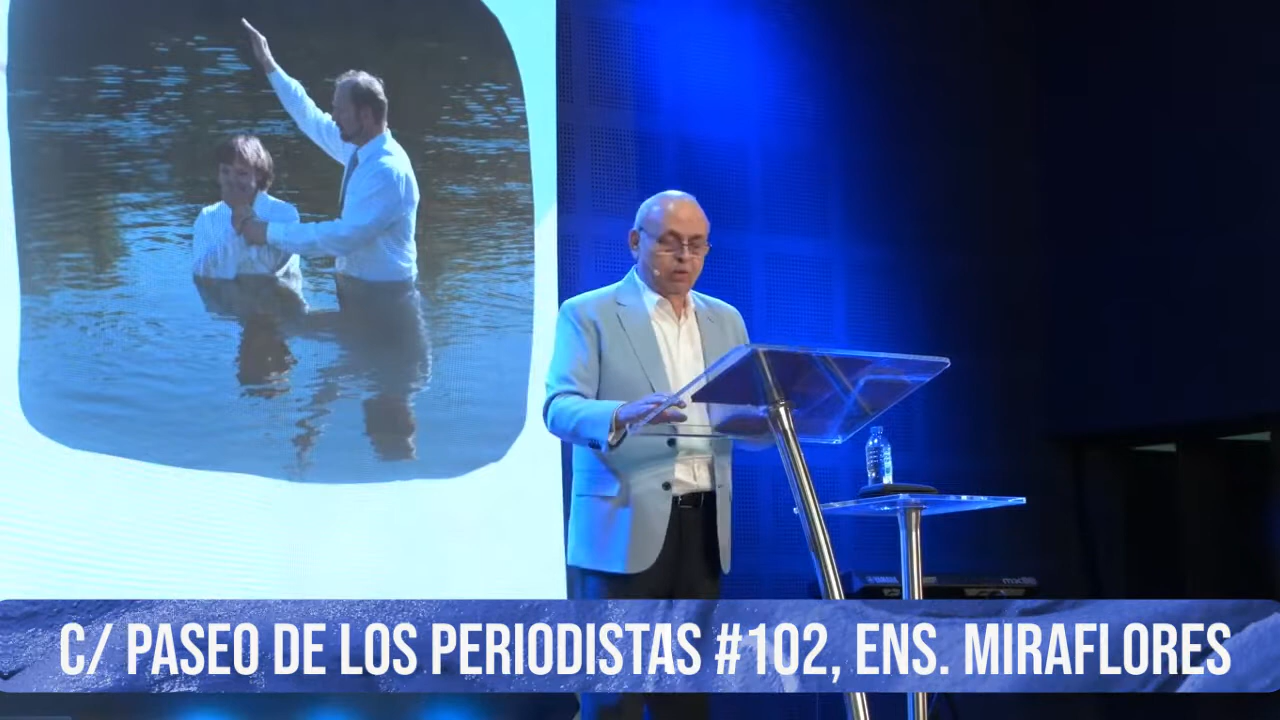 C/ PASEO DE LOS PERIODISTAS #102, ENS. MIRAFLORES